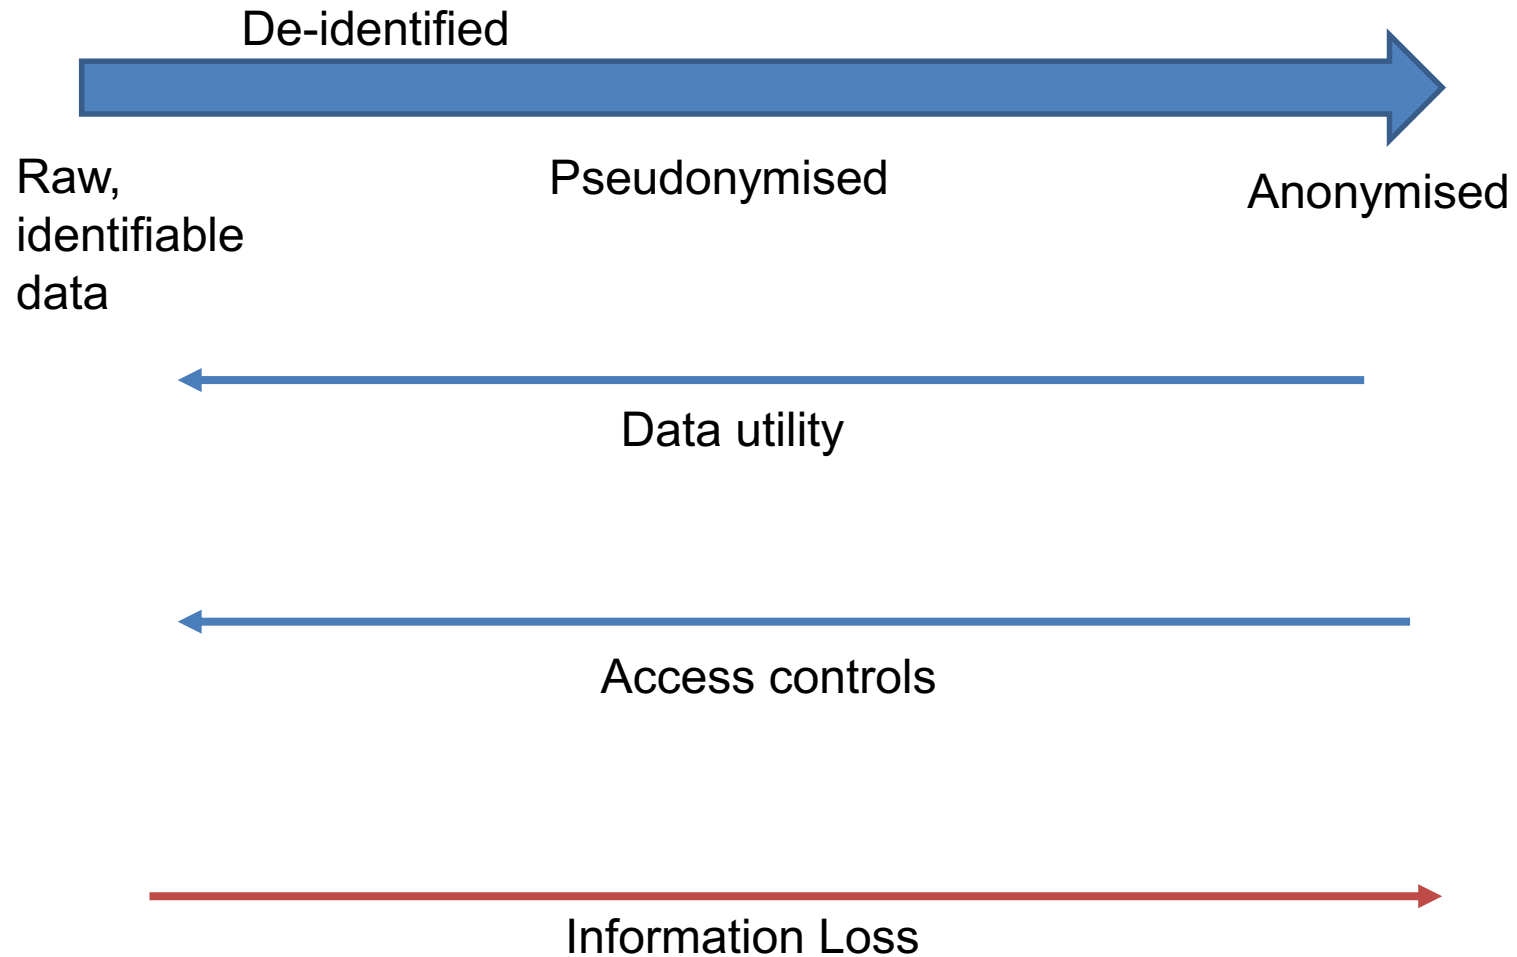 De-identified
Raw,
identifiable
data
Pseudonymised
Anonymised
Data utility
Access controls
Information Loss